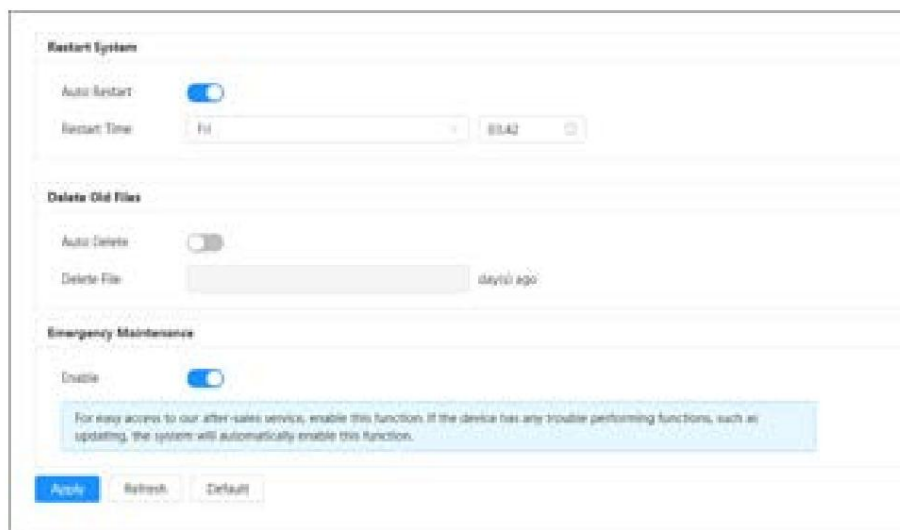 Restart System
Auto Restart
Restart Time Fri 03:42
Delete Old Files
Auto Delete
Delete File day(s) ago
Emergency Maintenance
Enable
For easy access to our after-sales service, enable this function. If the device has any trouble performing functions, such as
updating, the system will automatically enable this function.
Apply Refresh Default